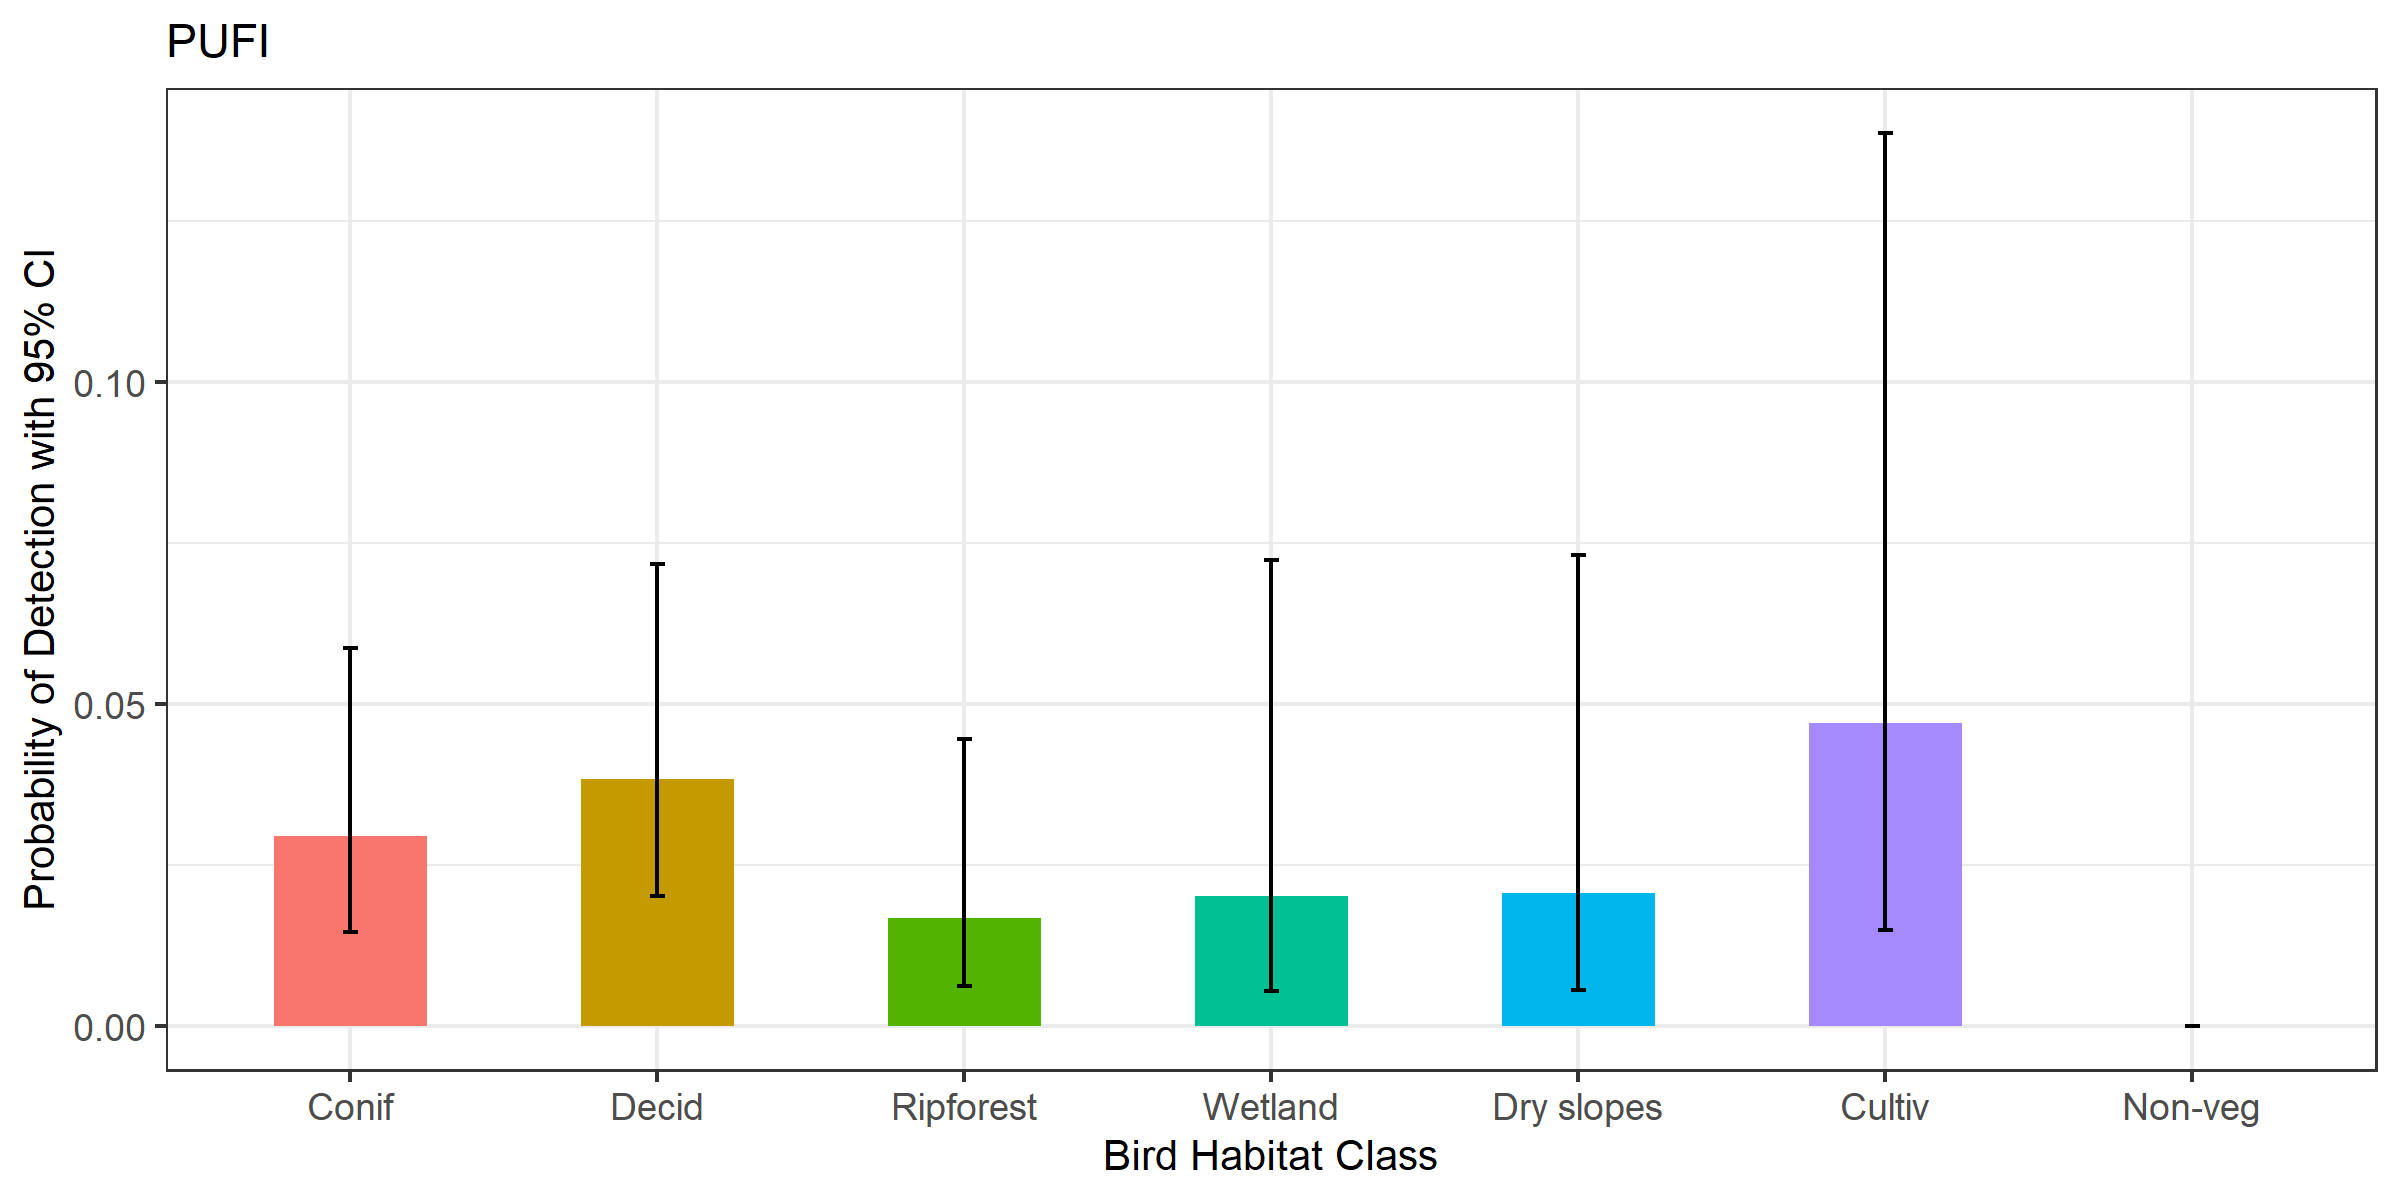 PUFI
Probability of Detection with 95% CI
0.10
0.05
0.00
Conif Decid Ripforest Wetland Dry slopes Cultiv Non-veg
Bird Habitat Class